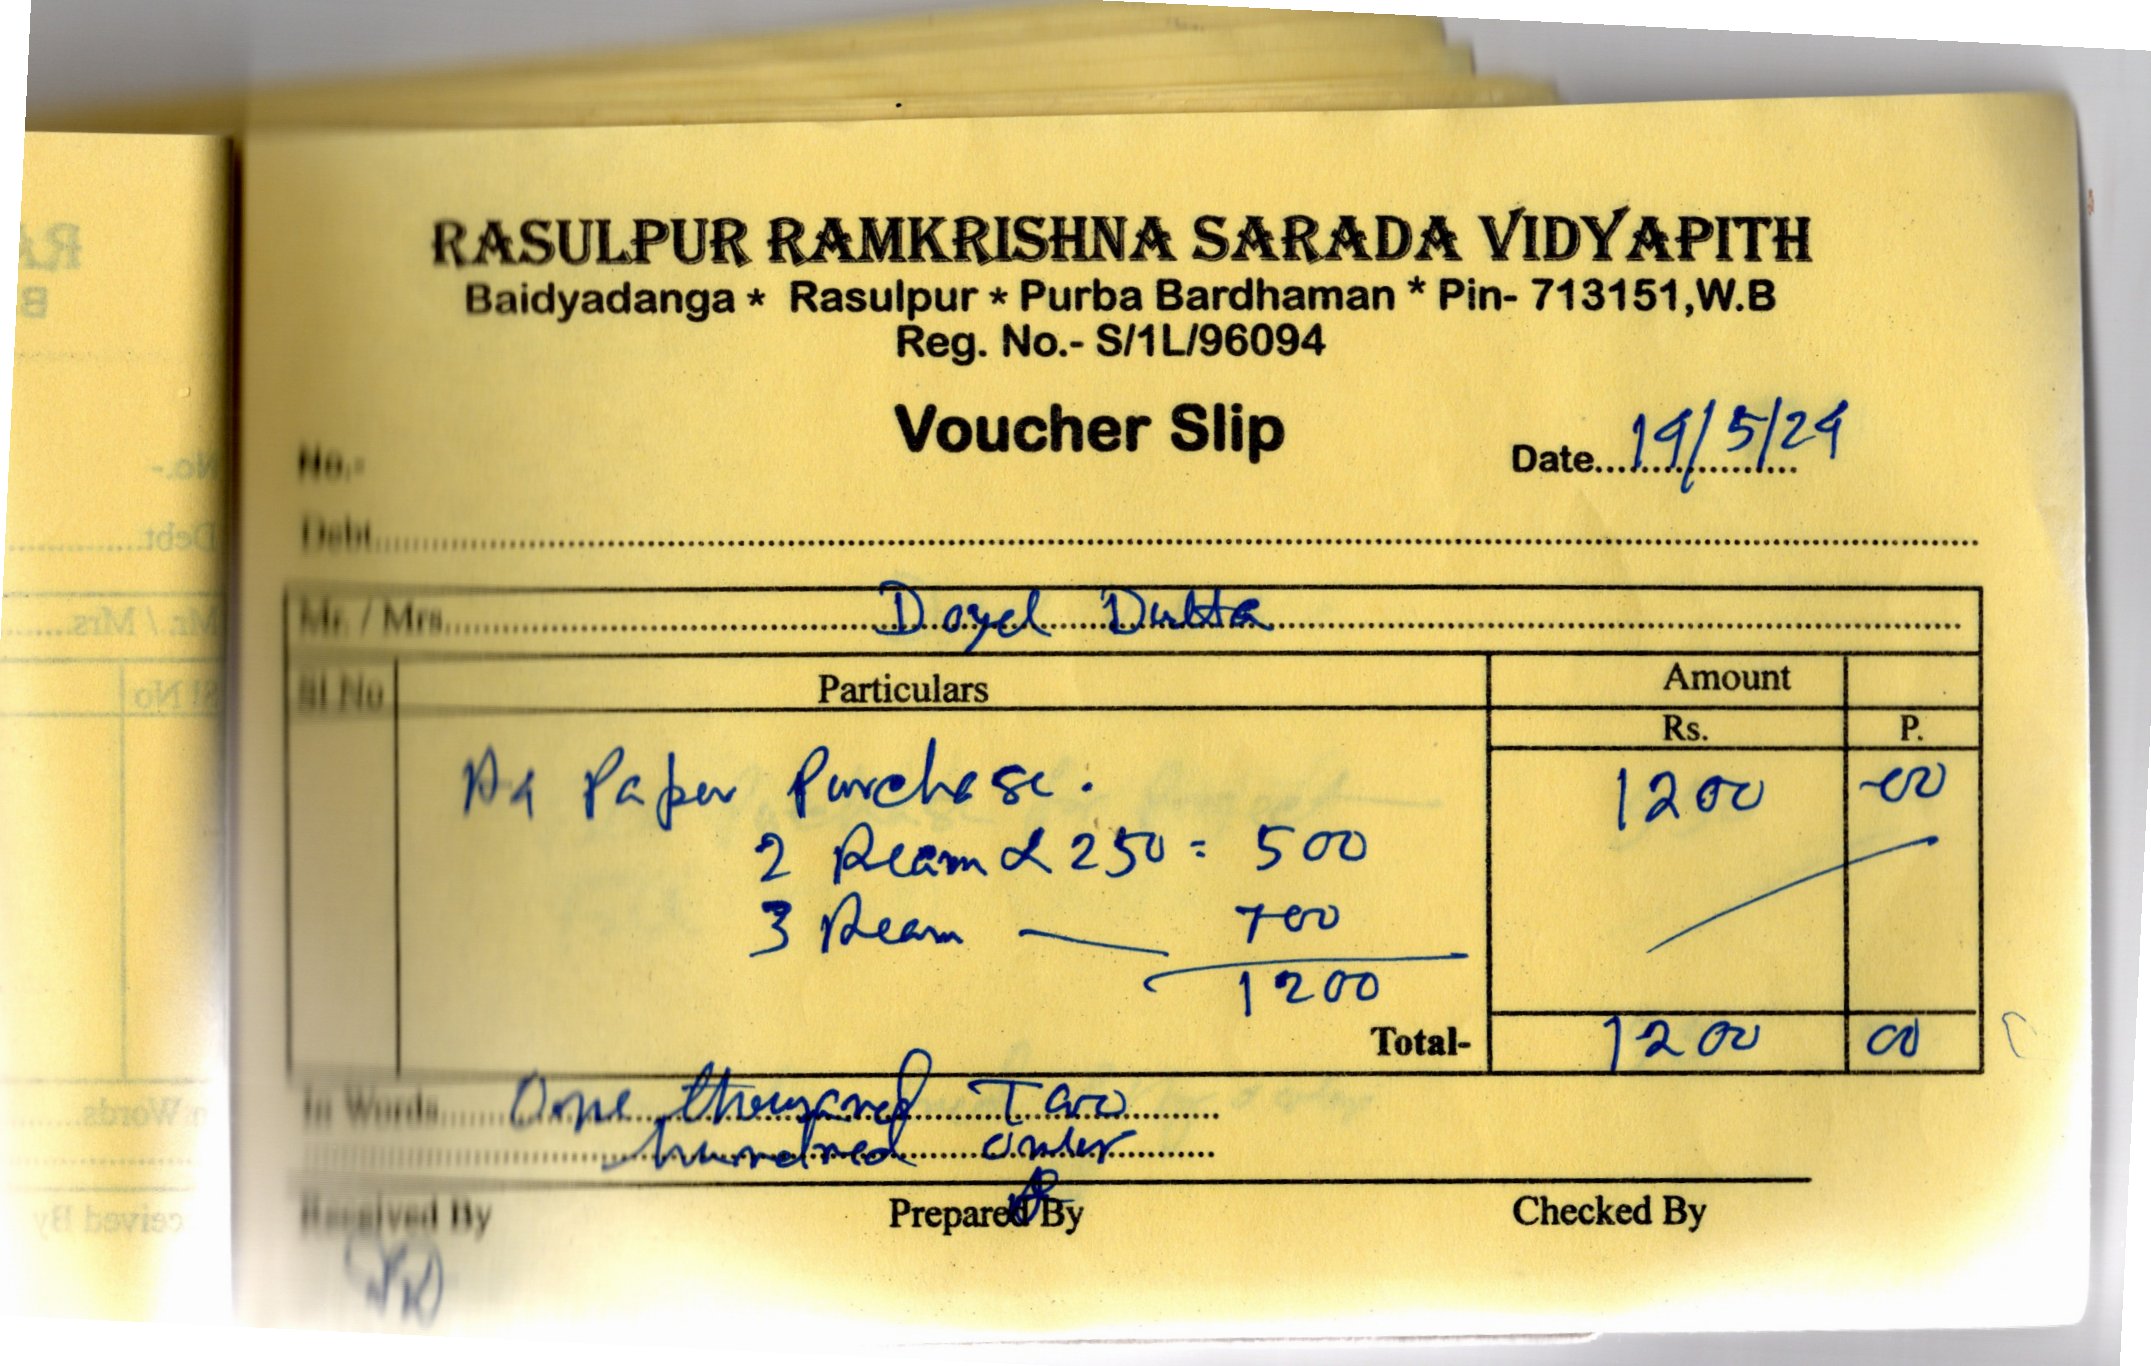 RASULPUR RAMKRISHNA SARADA VIDYAPITH
Baidyadanga * Rasulpur * Purba Bardhaman * Pin- 713151,W.B
Reg. No.- S/1L/96094
Voucher Slip
No.- Date 14/5/24
Debt
Mr. / Mrs. Doyel Dutta
Sl No Particulars Amount
Rs. P.
A4 Paper Purchase. 1200 -00
2 Ream @ 250 = 500
3 Ream — 700
1200
Total- 1200 00
In Words One thousand Two
hundred only
Received By Prepared By Checked By